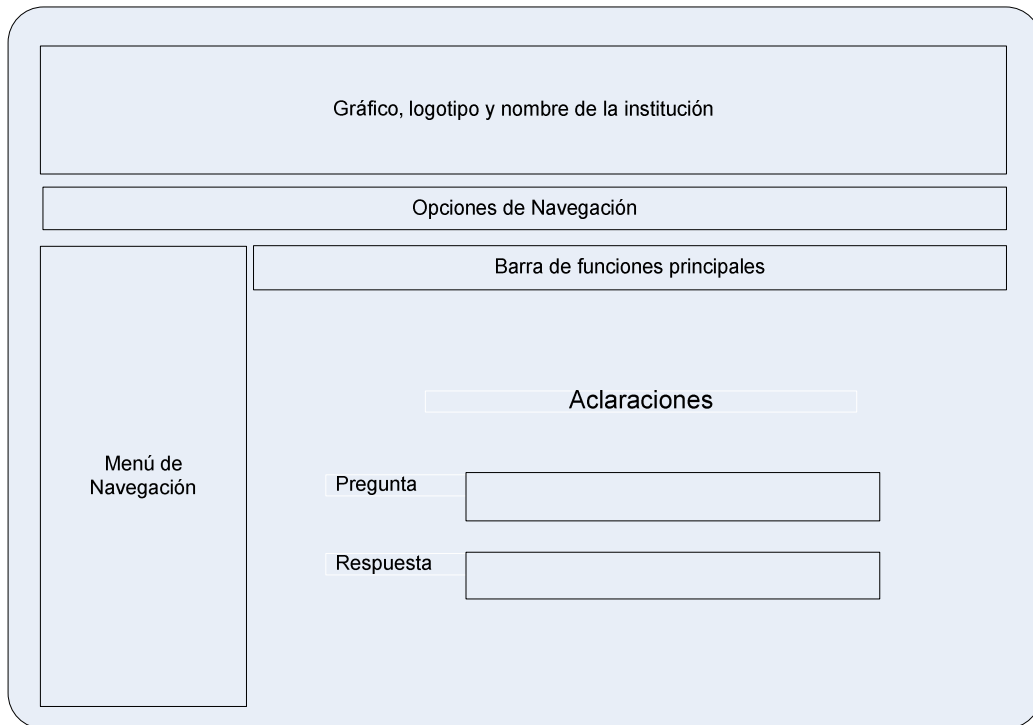 Gráfico, logotipo y nombre de la institución
Opciones de Navegación
Barra de funciones principales
Menú de
Navegación
Aclaraciones
Pregunta
Respuesta